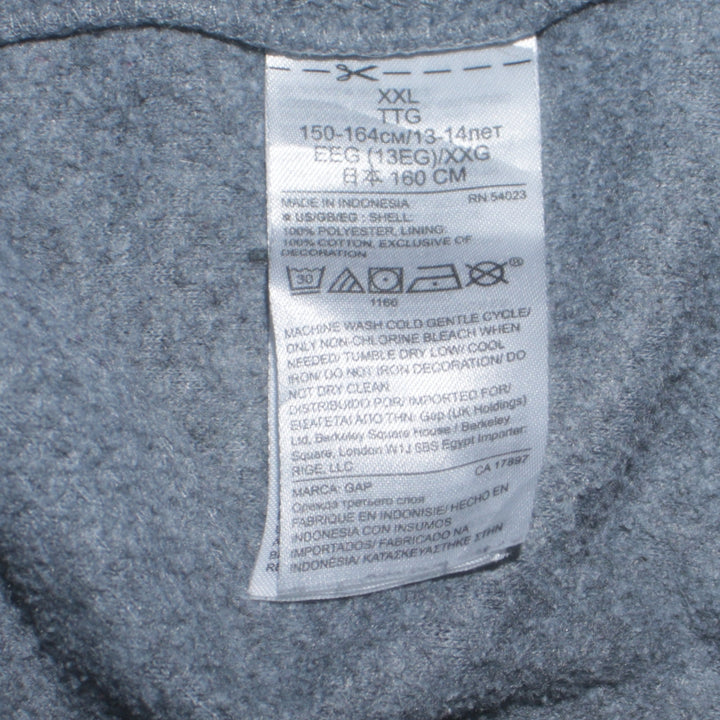 XXL
TTG
150-164см/13-14лет
EEG (13EG)/XXG
日本 160 CM
MADE IN INDONESIA RN 54023
* US/GB/EG : SHELL:
100% POLYESTER, LINING:
100% COTTON, EXCLUSIVE OF
DECORATION
30
1160
MACHINE WASH COLD GENTLE CYCLE/
ONLY NON-CHLORINE BLEACH WHEN
NEEDED/ TUMBLE DRY LOW/ COOL
IRON/ DO NOT IRON DECORATION/ DO
NOT DRY CLEAN
DISTRIBUIDO POR/ IMPORTED FOR/
ΕΙΣΑΓΕΤΑΙ ΑΠΟ ΤΗΝ: Gap (UK Holdings)
Ltd, Berkeley Square House / Berkeley
Square, London W1J 6BS Egypt Importer:
RIGE, LLC CA 17897
MARCA: GAP
Одежда третьего слоя
FABRIQUE EN INDONISIE/ HECHO EN
INDONESIA CON INSUMOS
IMPORTADOS/ FABRICADO NA
INDONÉSIA/ ΚΑΤΑΣΚΕΥΑΣΤΗΚΕ ΣΤΗΝ